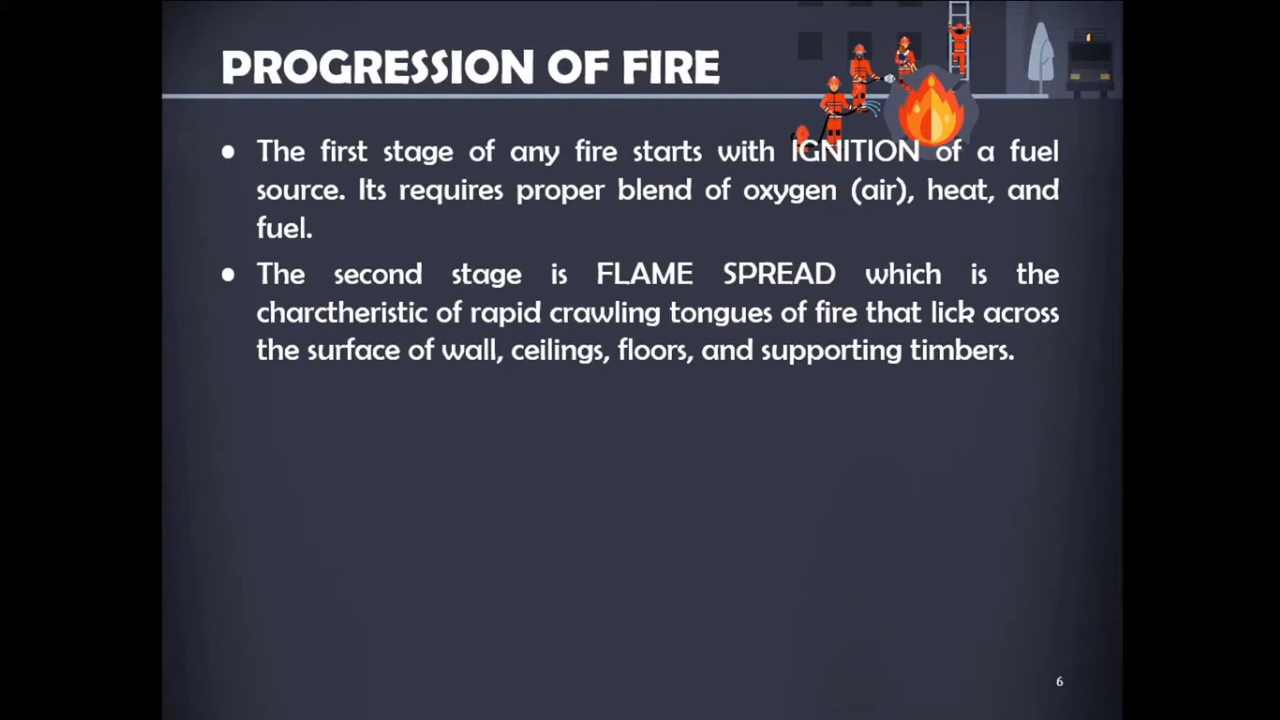 PROGRESSION OF FIRE
• The first stage of any fire starts with IGNITION of a fuel
source. Its requires proper blend of oxygen (air), heat, and
fuel.
• The second stage is FLAME SPREAD which is the
charctheristic of rapid crawling tongues of fire that lick across
the surface of wall, ceilings, floors, and supporting timbers.
6